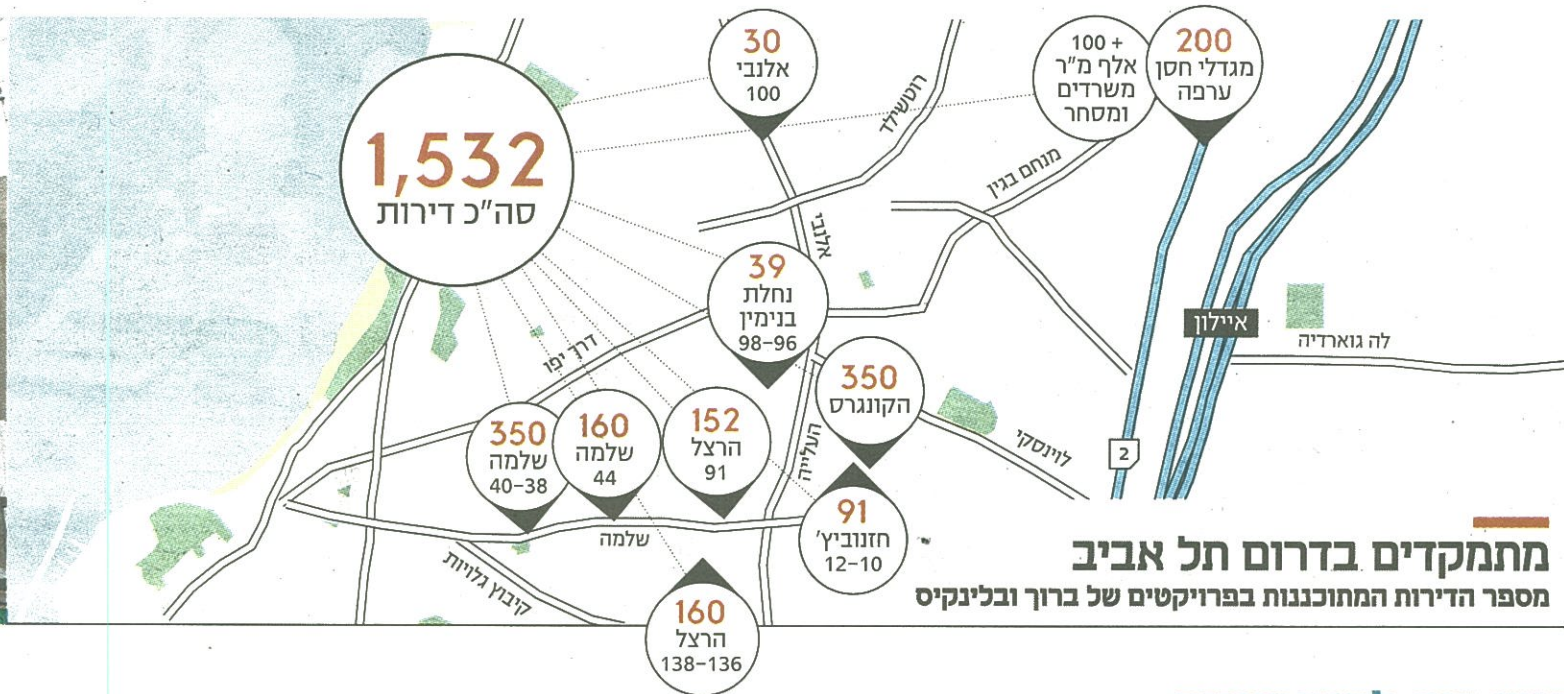 מתמקדים בדרום תל אביב
מספר הדירות המתוכננות בפרויקטים של ברוך ובלינקיס
1,532
סה"כ דירות
30
אלנבי
100
+ 100
אלף מ"ר
משרדים
ומסחר
200
מגדלי חסן
ערפה
39
נחלת
בנימין
98-96
350
הקונגרס
152
הרצל
91
160
שלמה
44
350
שלמה
40-38
91
חזנוביץ'
12-10
160
הרצל
138-136
רוטשילד
מנחם בגין
אלנבי
דרך יפו
איילון
לה גוארדיה
העלייה
לוינסקי
2
שלמה
קיבוץ גלויות